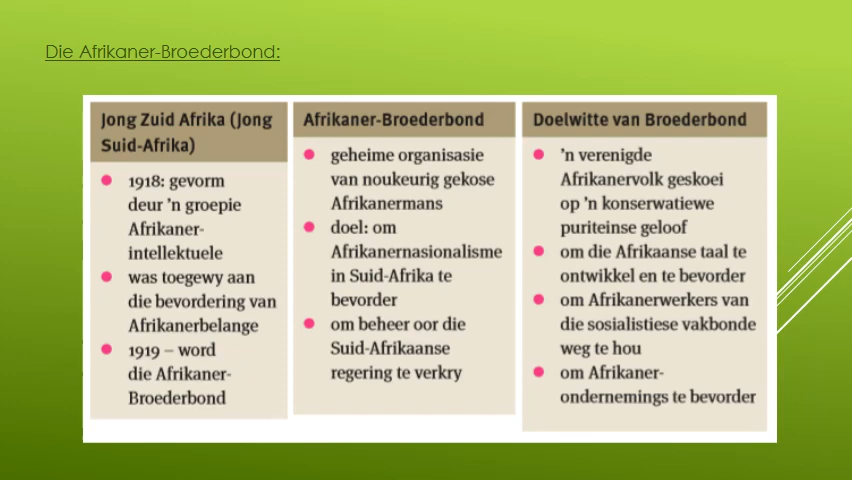 Die Afrikaner-Broederbond:
Jong Zuid Afrika (Jong
Suid-Afrika)
1918: gevorm
deur ’n groepie
Afrikaner-
intellektuele
was toegewy aan
die bevordering van
Afrikanerbelange
1919 – word
die Afrikaner-
Broederbond
Afrikaner-Broederbond
geheime organisasie
van noukeurig gekose
Afrikanermans
doel: om
Afrikanernasionalisme
in Suid-Afrika te
bevorder
om beheer oor die
Suid-Afrikaanse
regering te verkry
Doelwitte van Broederbond
’n verenigde
Afrikanervolk geskoei
op ’n konserwatiewe
puriteinse geloof
om die Afrikaanse taal te
ontwikkel en te bevorder
om Afrikanerwerkers van
die sosialistiese vakbonde
weg te hou
om Afrikaner-
ondernemings te bevorder